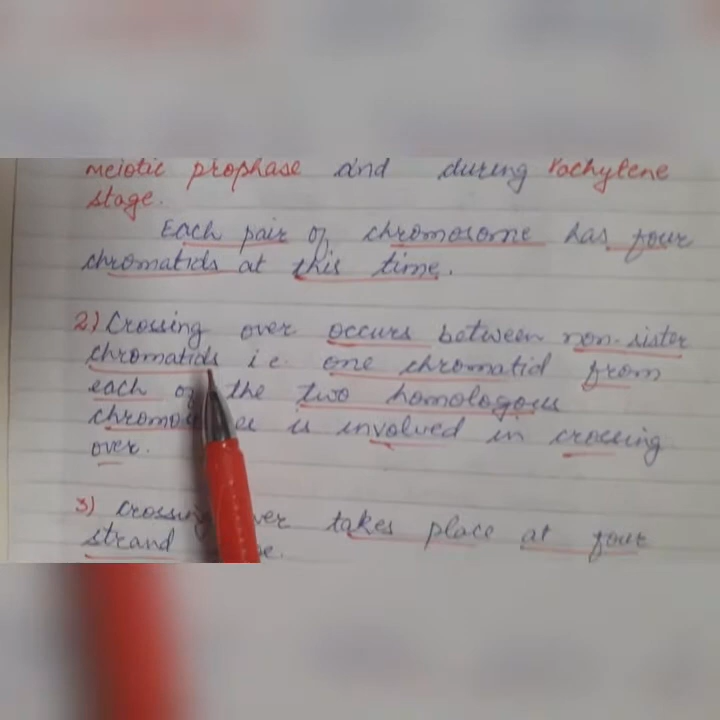 meiotic prophase and during Pachytene
stage.
Each pair of chromosome has four
chromatids at this time.
2) Crossing over occurs between non-sister
chromatids i.e. one chromatid from
each of the two homologous
is involved in crossing
over.
3) takes place at four
strand